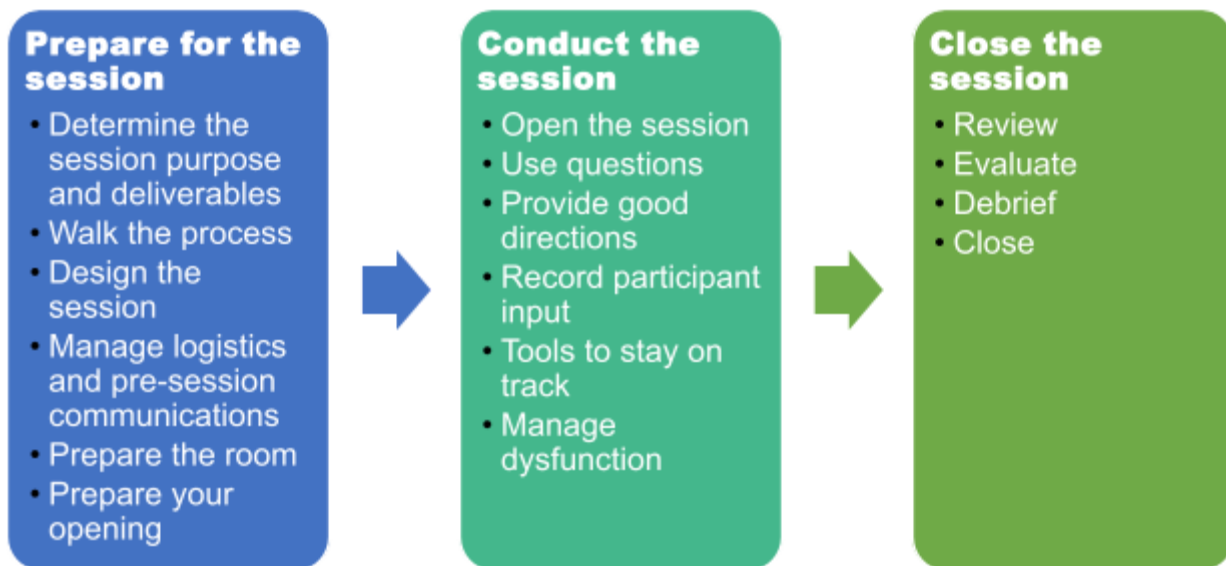 Prepare for the
session
• Determine the
session purpose
and deliverables
• Walk the process
• Design the
session
• Manage logistics
and pre-session
communications
• Prepare the room
• Prepare your
opening
Conduct the
session
• Open the session
• Use questions
• Provide good
directions
• Record participant
input
• Tools to stay on
track
• Manage
dysfunction
Close the
session
• Review
• Evaluate
• Debrief
• Close